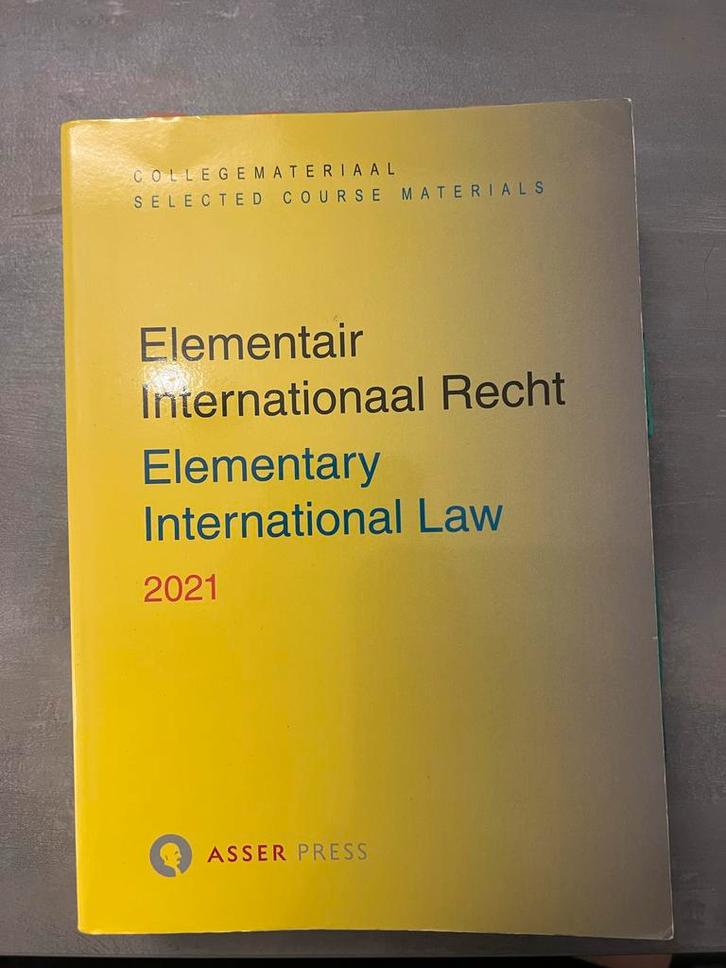 COLLEGEMATERIAAL
SELECTED COURSE MATERIALS
Elementair
Internationaal Recht
Elementary
International Law
2021
ASSER PRESS